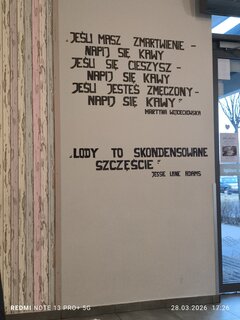 „JEŚLI MASZ ZMARTWIENIE -
NAPIJ SIĘ KAWY
JEŚLI SIĘ CIESZYSZ -
NAPIJ SIĘ KAWY
JEŚLI JESTEŚ ZMĘCZONY -
NAPIJ SIĘ KAWY”
MARTYNA WOJCIECHOWSKA
„LODY TO SKONDENSOWANE
SZCZĘŚCIE”
JESSIE LANE ADAMS
REDMI NOTE 13 PRO+ 5G
28.03.2026 17:26